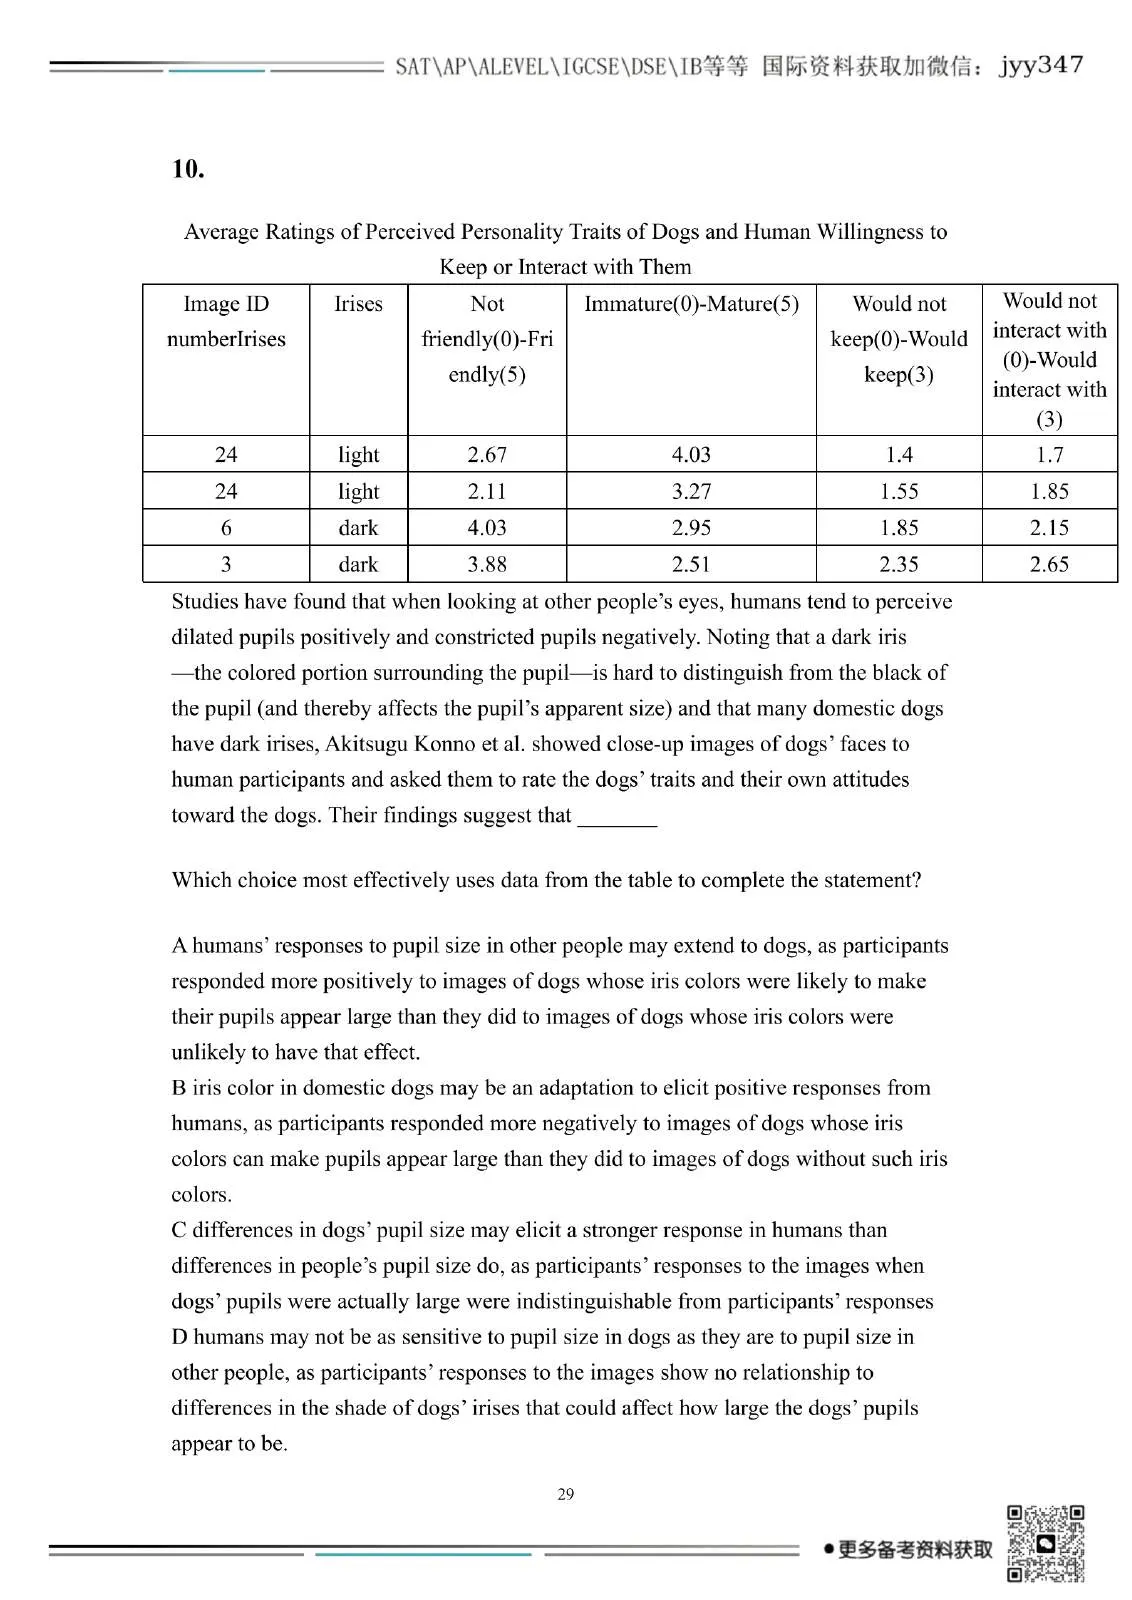 SAT\AP\ALEVEL\IGCSE\DSE\IB等等 国际资料获取加微信： jyy347
10.
Average Ratings of Perceived Personality Traits of Dogs and Human Willingness to
Keep or Interact with Them
Image ID numberIrises | Irises | Not friendly(0)-Fri endly(5) | Immature(0)-Mature(5) | Would not keep(0)-Would keep(3) | Would not interact with (0)-Would interact with (3)
24 | light | 2.67 | 4.03 | 1.4 | 1.7
24 | light | 2.11 | 3.27 | 1.55 | 1.85
6 | dark | 4.03 | 2.95 | 1.85 | 2.15
3 | dark | 3.88 | 2.51 | 2.35 | 2.65
Studies have found that when looking at other people’s eyes, humans tend to perceive
dilated pupils positively and constricted pupils negatively. Noting that a dark iris
—the colored portion surrounding the pupil—is hard to distinguish from the black of
the pupil (and thereby affects the pupil’s apparent size) and that many domestic dogs
have dark irises, Akitsugu Konno et al. showed close-up images of dogs’ faces to
human participants and asked them to rate the dogs’ traits and their own attitudes
toward the dogs. Their findings suggest that _______
Which choice most effectively uses data from the table to complete the statement?
A humans’ responses to pupil size in other people may extend to dogs, as participants
responded more positively to images of dogs whose iris colors were likely to make
their pupils appear large than they did to images of dogs whose iris colors were
unlikely to have that effect.
B iris color in domestic dogs may be an adaptation to elicit positive responses from
humans, as participants responded more negatively to images of dogs whose iris
colors can make pupils appear large than they did to images of dogs without such iris
colors.
C differences in dogs’ pupil size may elicit a stronger response in humans than
differences in people’s pupil size do, as participants’ responses to the images when
dogs’ pupils were actually large were indistinguishable from participants’ responses
D humans may not be as sensitive to pupil size in dogs as they are to pupil size in
other people, as participants’ responses to the images show no relationship to
differences in the shade of dogs’ irises that could affect how large the dogs’ pupils
appear to be.
29
●更多备考资料获取